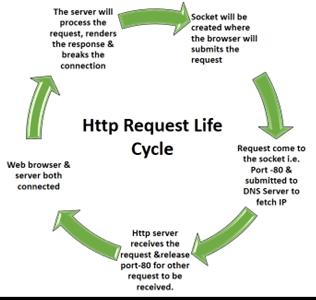 Http Request Life
Cycle
Socket will be
created where
the browser will
submits the
request
Request come to
the socket i.e.
Port -80 &
submitted to
DNS Server to
fetch IP
Http server
receives the
request &release
port-80 for other
request to be
received.
Web browser &
server both
connected
The server will
process the
request, renders
the response &
breaks the
connection